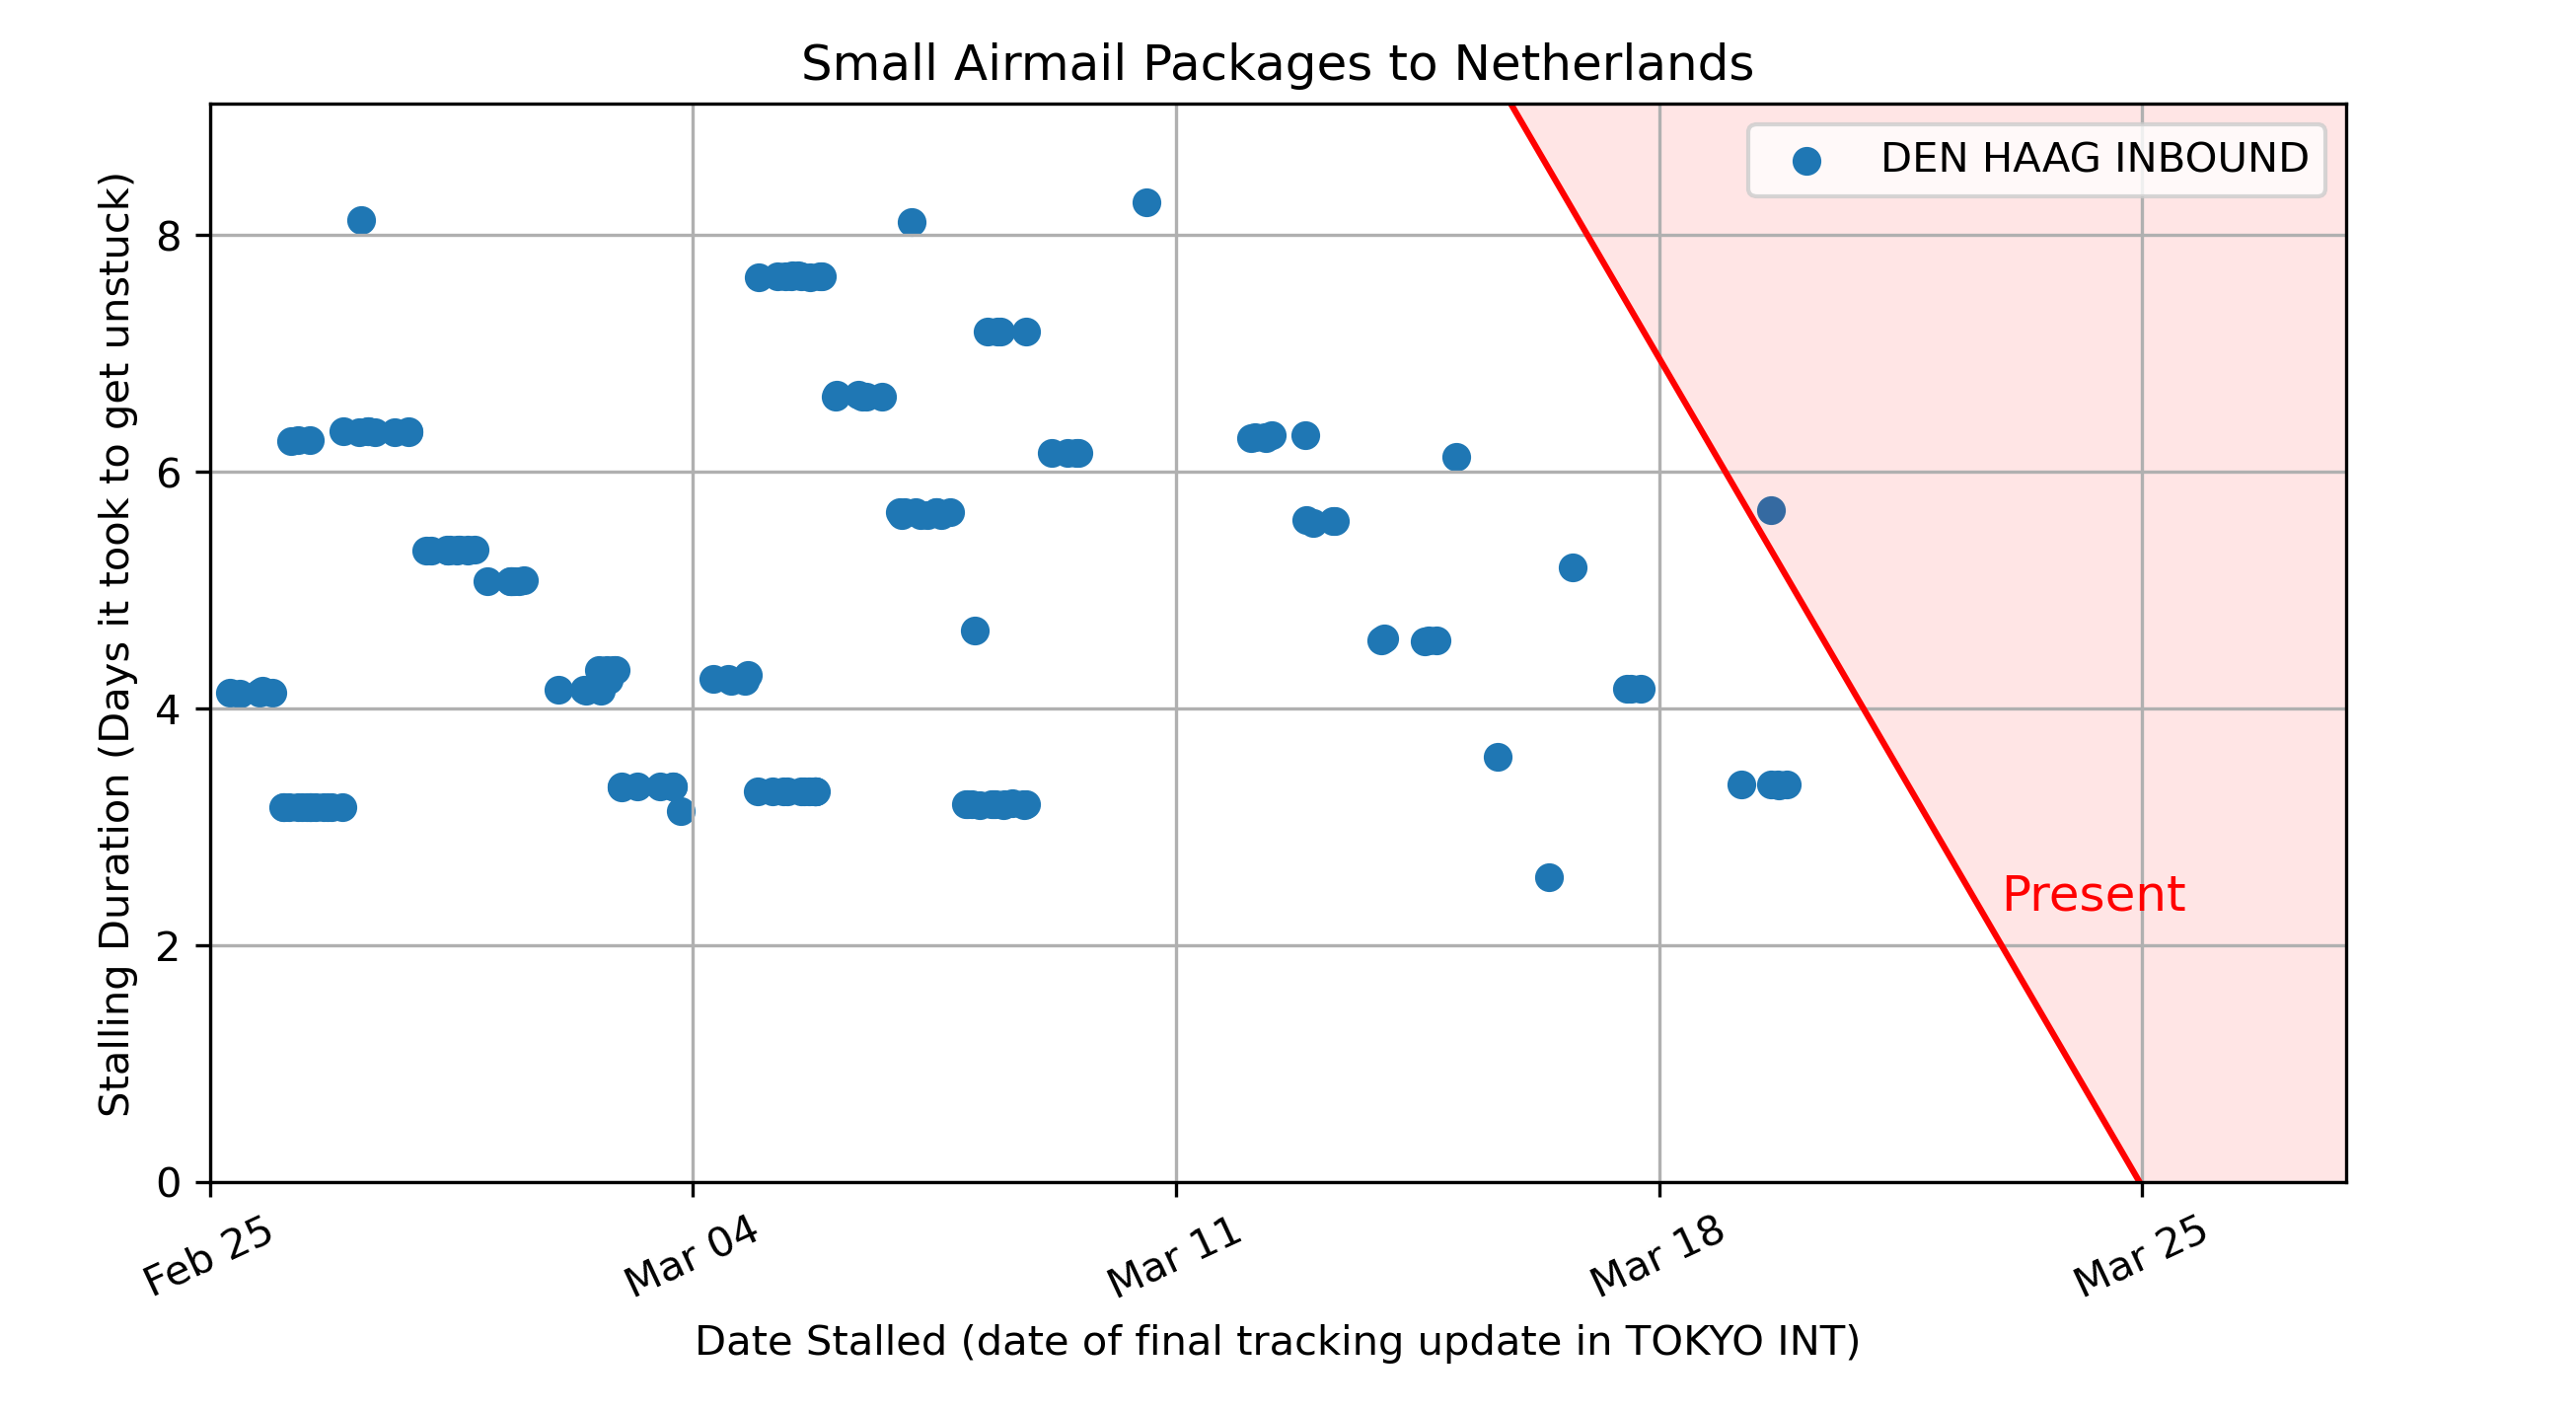 Small Airmail Packages to Netherlands
DEN HAAG INBOUND
Stalling Duration (Days it took to get unstuck)
8
6
4
2
0
Present
Feb 25
Mar 04
Mar 11
Mar 18
Mar 25
Date Stalled (date of final tracking update in TOKYO INT)